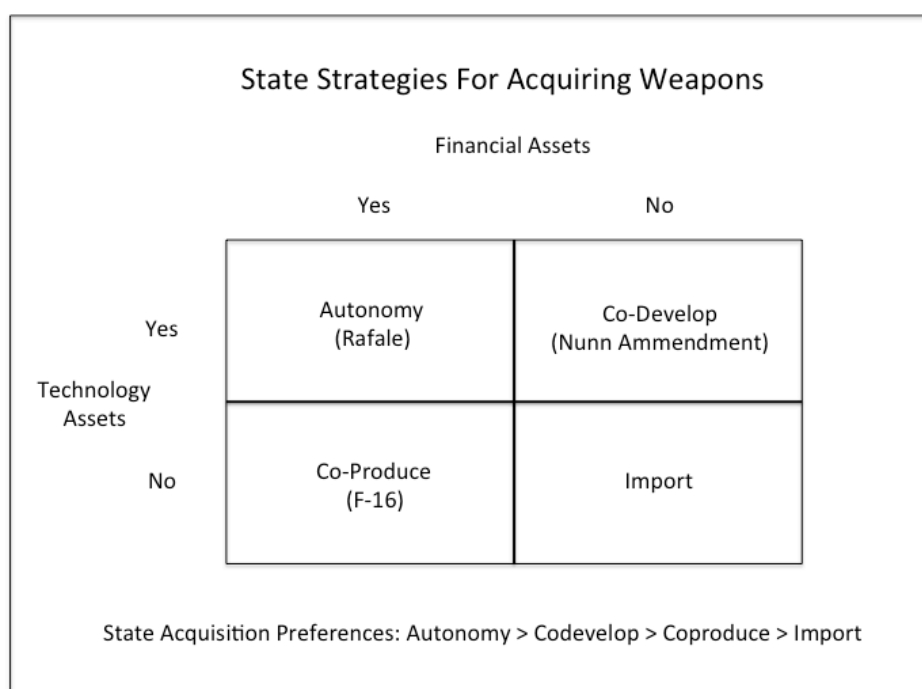 State Strategies For Acquiring Weapons
Financial Assets
Yes No
Yes
Autonomy
(Rafale)
Co-Develop
(Nunn Ammendment)
Technology
Assets
No
Co-Produce
(F-16)
Import
State Acquisition Preferences: Autonomy > Codevelop > Coproduce > Import